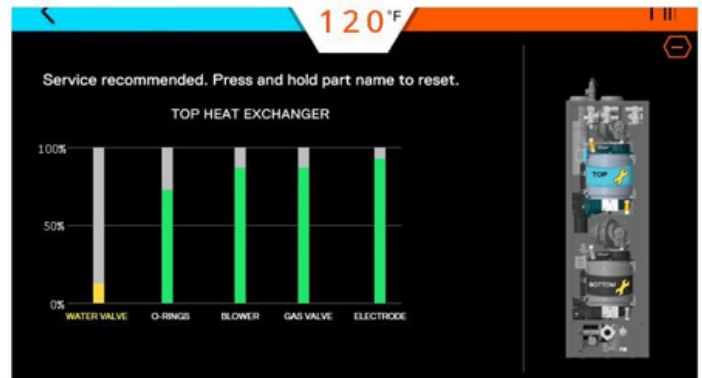 120°F
Service recommended. Press and hold part name to reset.
TOP HEAT EXCHANGER
100%
50%
0%
WATER VALVE O-RINGS BLOWER GAS VALVE ELECTRODE
TOP
BOTTOM